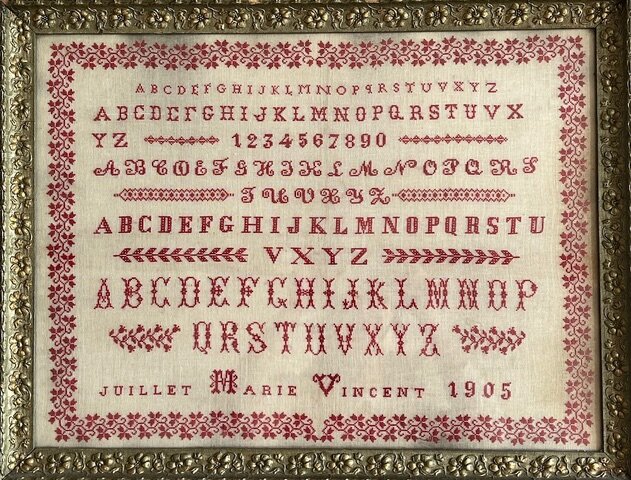 ABCDEFGHIJKLMNOPQRSTUVXYZ
ABCDEFGHIJKLMNOPQRSTUVX
YZ 1234567890
ABCDEFGHIJKLMNOPQRS
TUVXYZ
ABCDEFGHIJKLMNOPQRSTU
VXYZ
ABCDEFGHIJKLMNOP
QRSTUVXYZ
JUILLET MARIE VINCENT 1905